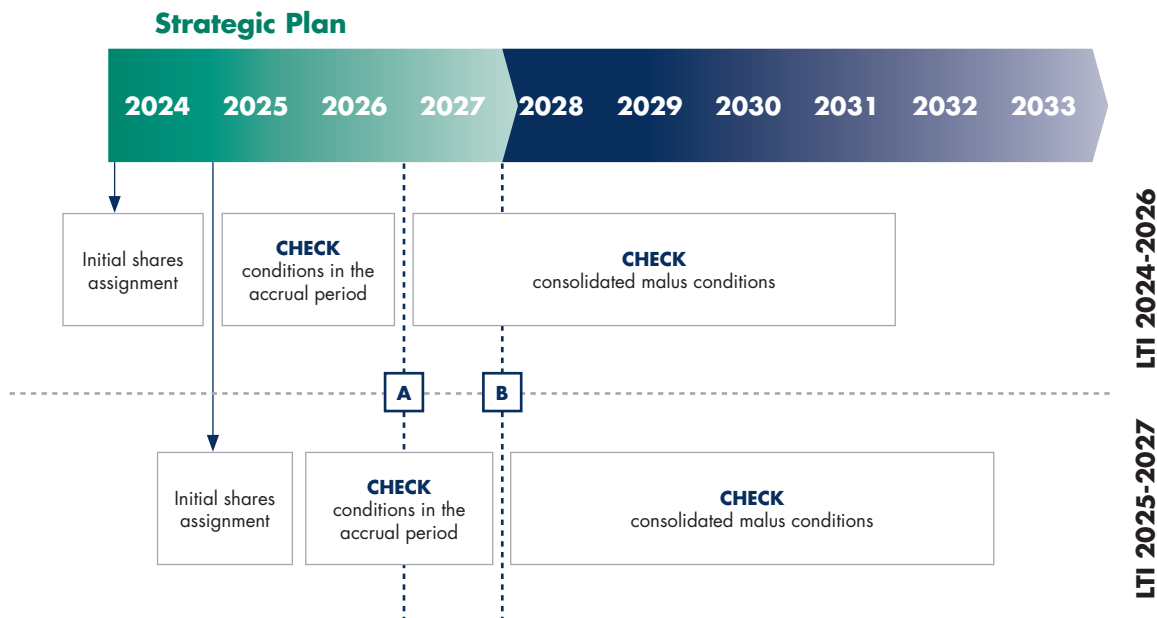 Strategic Plan
2024 2025 2026 2027 2028 2029 2030 2031 2032 2033
Initial shares
assignment
CHECK
conditions in the
accrual period
CHECK
consolidated malus conditions
LTI 2024-2026
A B
Initial shares
assignment
CHECK
conditions in the
accrual period
CHECK
consolidated malus conditions
LTI 2025-2027